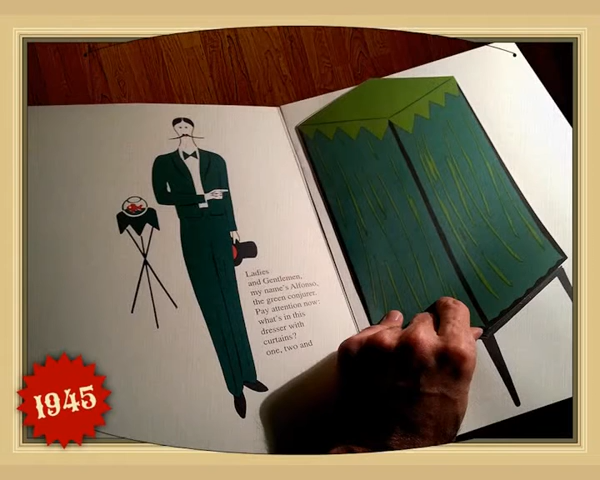 Ladies
and Gentlemen,
my name's Alfonso,
the green conjurer.
Pay attention now:
what's in this
dresser with
curtains?
one, two and
1945